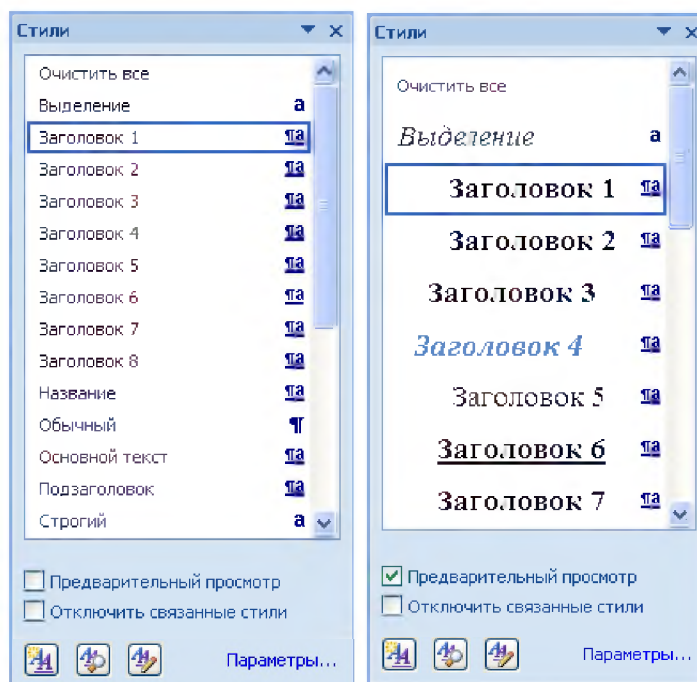 Стили
Очистить все
Выделение a
Заголовок 1 ¶a
Заголовок 2 ¶a
Заголовок 3 ¶a
Заголовок 4 ¶a
Заголовок 5 ¶a
Заголовок 6 ¶a
Заголовок 7 ¶a
Заголовок 8 ¶a
Название ¶a
Обычный ¶
Основной текст ¶a
Подзаголовок ¶a
Строгий a
Предварительный просмотр
Отключить связанные стили
Параметры...
Стили
Очистить все
Выделение a
Заголовок 1 ¶a
Заголовок 2 ¶a
Заголовок 3 ¶a
Заголовок 4 ¶a
Заголовок 5 ¶a
Заголовок 6 ¶a
Заголовок 7 ¶a
Предварительный просмотр
Отключить связанные стили
Параметры...